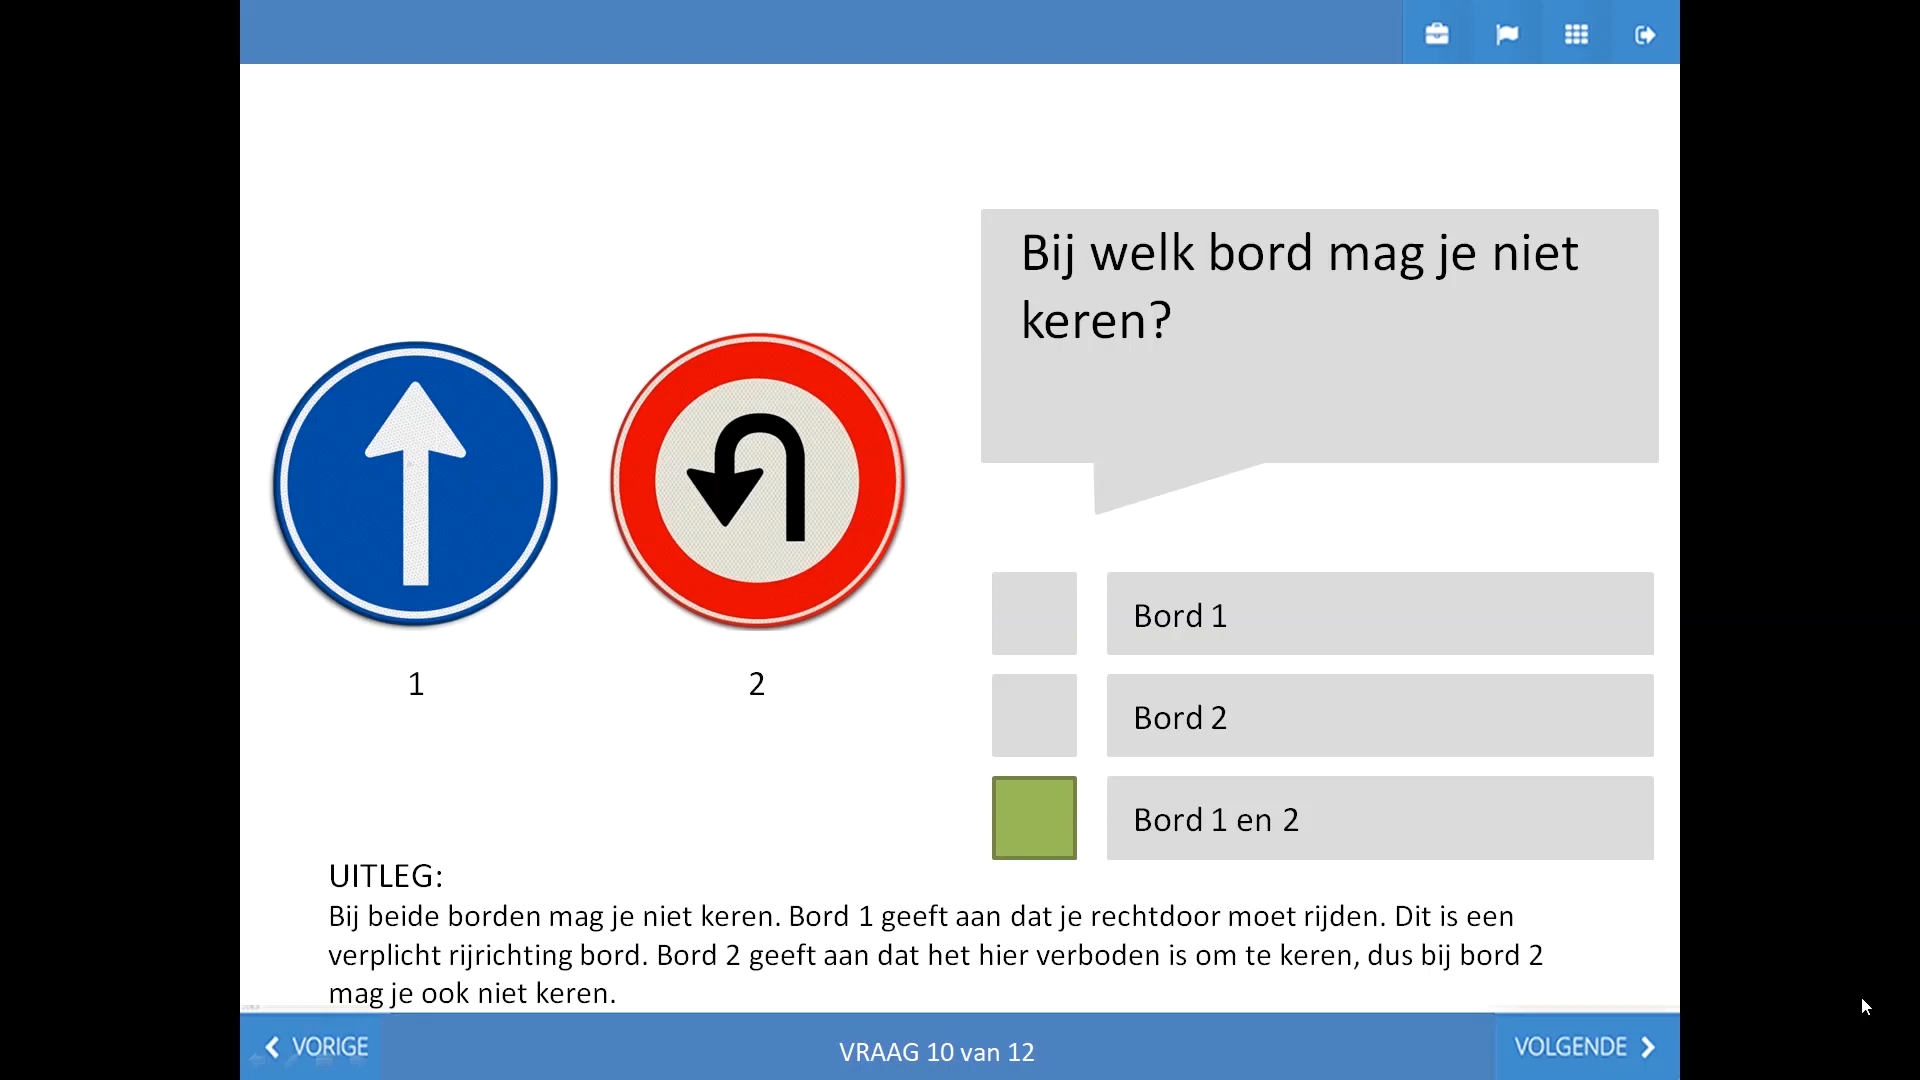 Bij welk bord mag je niet
keren?
1
2
Bord 1
Bord 2
Bord 1 en 2
UITLEG:
Bij beide borden mag je niet keren. Bord 1 geeft aan dat je rechtdoor moet rijden. Dit is een
verplicht rijrichting bord. Bord 2 geeft aan dat het hier verboden is om te keren, dus bij bord 2
mag je ook niet keren.
VORIGE
VRAAG 10 van 12
VOLGENDE